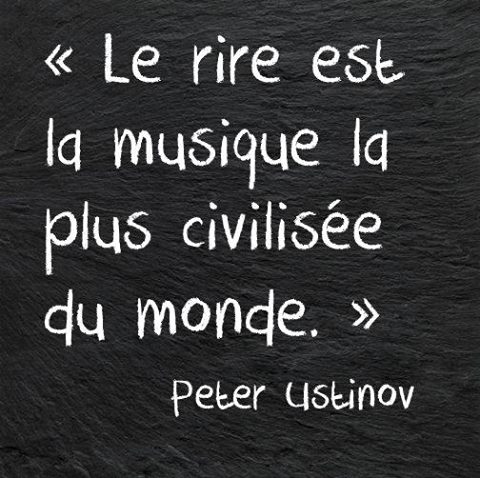 « Le rire est
la musique la
plus civilisée
du monde. »
Peter Ustinov